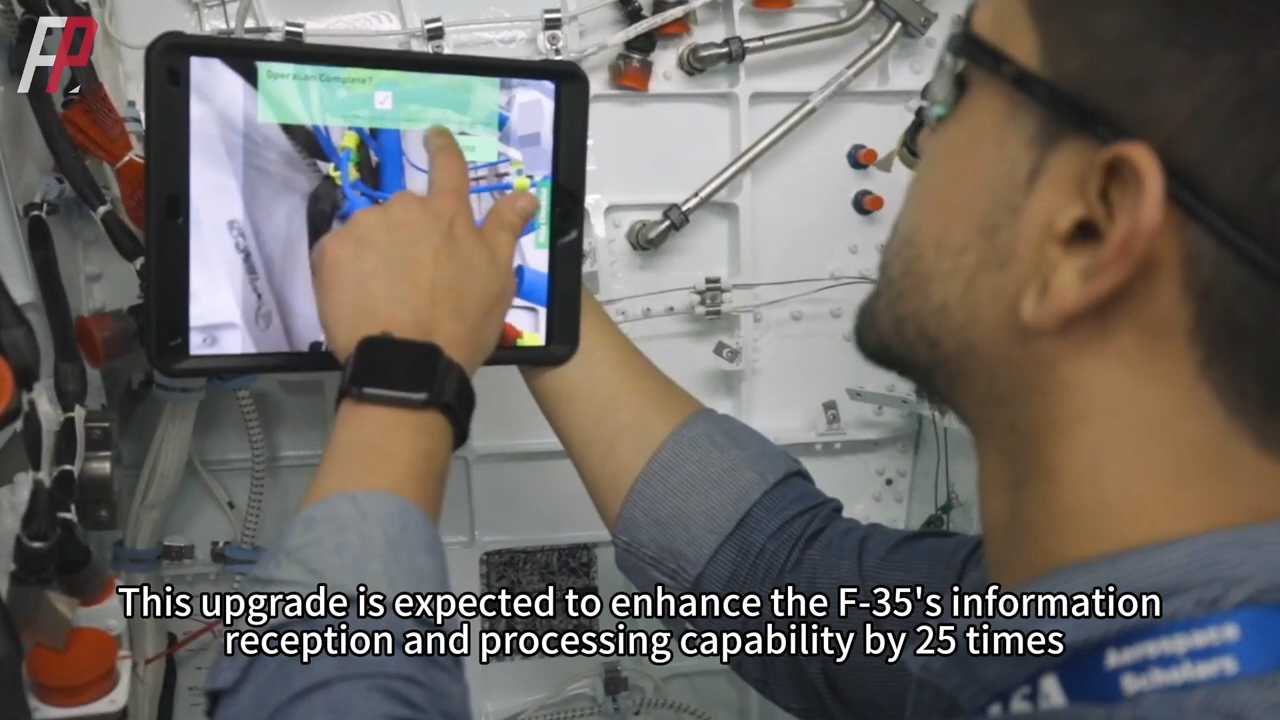 FP
Operation Complete?
This upgrade is expected to enhance the F-35's information
reception and processing capability by 25 times
Aerospace
Scholars